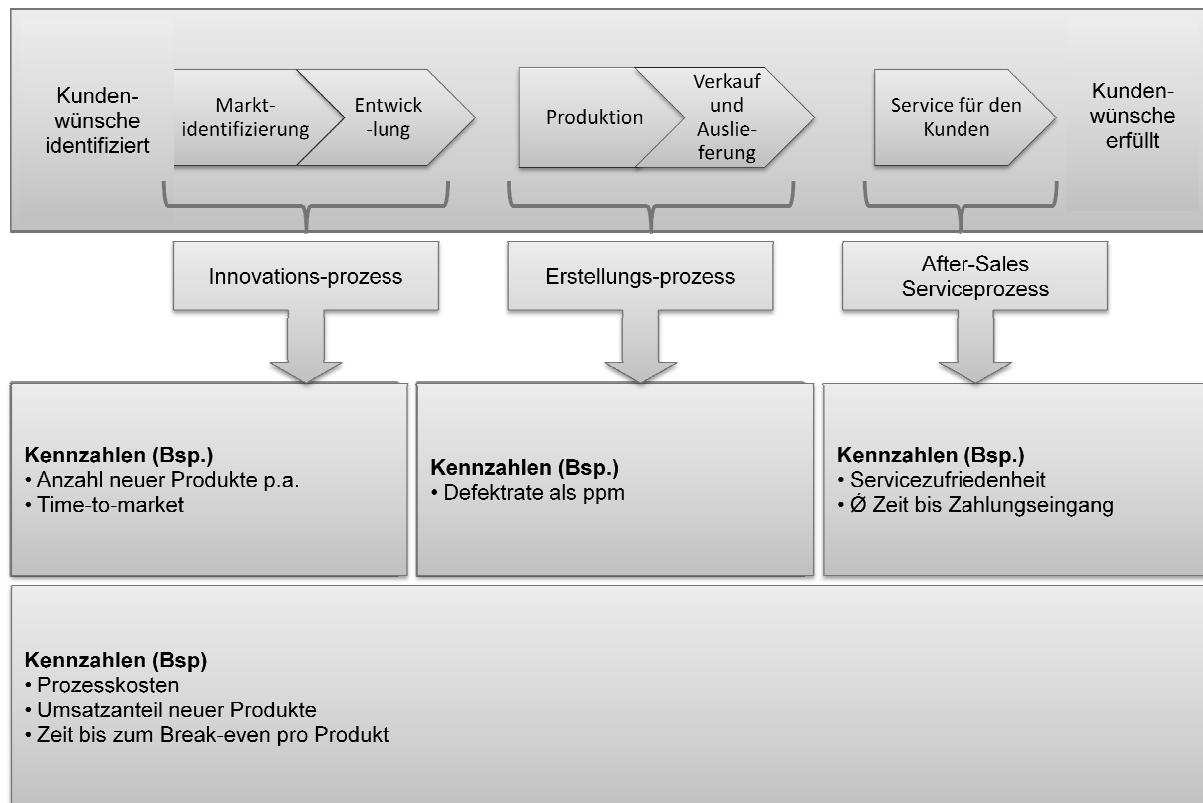 Kunden-
wünsche
identifiziert
Markt-
identifizierung
Entwick
-lung
Produktion
Verkauf
und
Auslie-
ferung
Service für den
Kunden
Kunden-
wünsche
erfüllt
Innovations-prozess
Erstellungs-prozess
After-Sales
Serviceprozess
Kennzahlen (Bsp.)
• Anzahl neuer Produkte p.a.
• Time-to-market
Kennzahlen (Bsp.)
• Defektrate als ppm
Kennzahlen (Bsp.)
• Servicezufriedenheit
• Ǿ Zeit bis Zahlungseingang
Kennzahlen (Bsp)
• Prozesskosten
• Umsatzanteil neuer Produkte
• Zeit bis zum Break-even pro Produkt